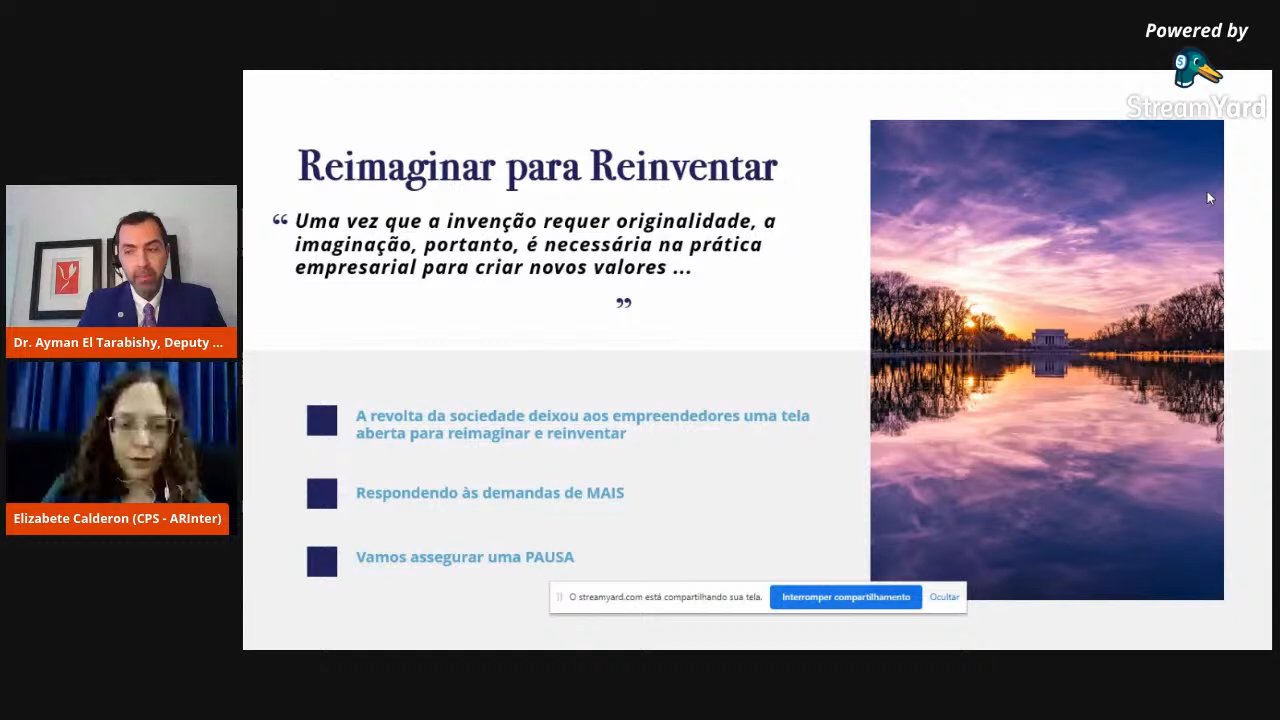 Powered by
StreamYard
Reimaginar para Reinventar
“ Uma vez que a invenção requer originalidade, a
imaginação, portanto, é necessária na prática
empresarial para criar novos valores ...
”
Dr. Ayman El Tarabishy, Deputy ...
Elizabete Calderon (CPS - ARInter)
A revolta da sociedade deixou aos empreendedores uma tela
aberta para reimaginar e reinventar
Respondendo às demandas de MAIS
Vamos assegurar uma PAUSA
O streamyard.com está compartilhando sua tela. Interromper compartilhamento Ocultar